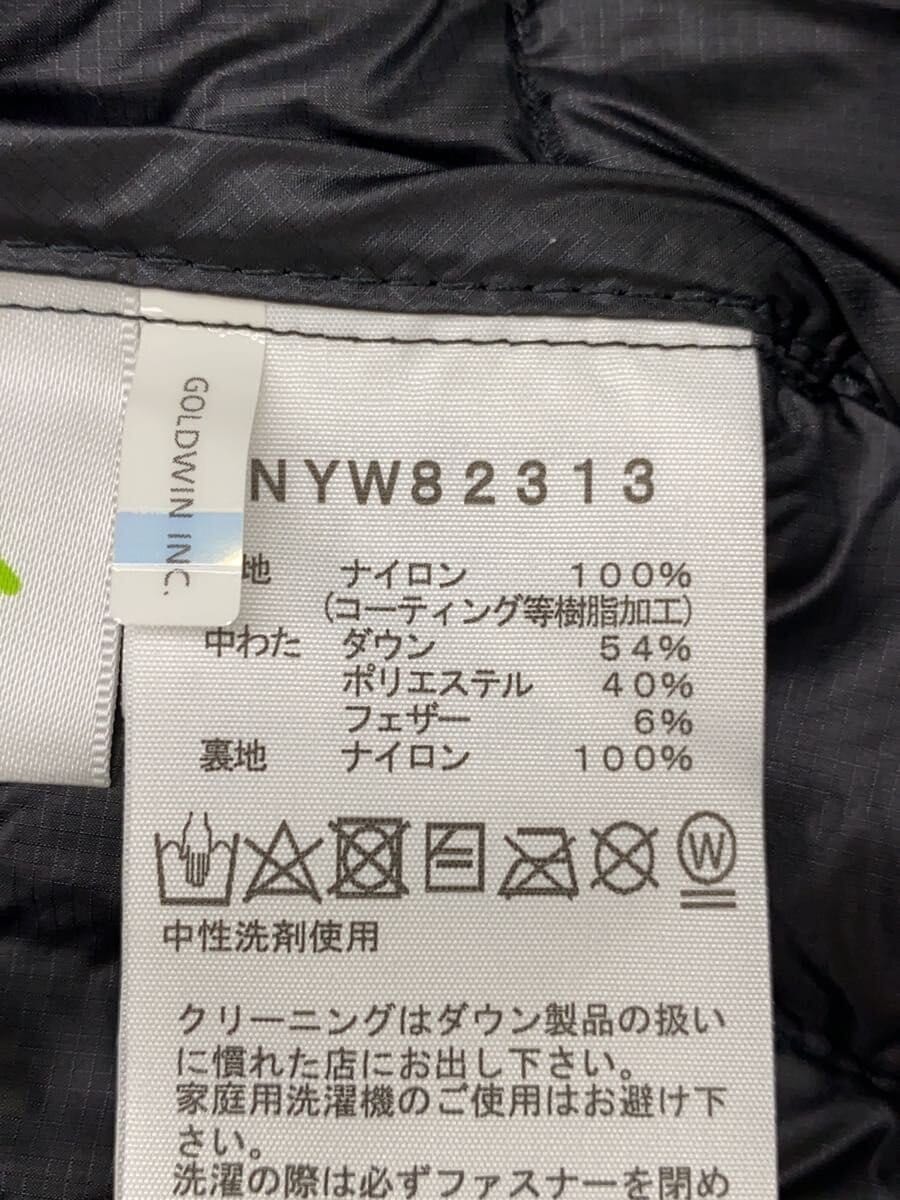 GOLDWIN INC.
NYW82313
地 ナイロン 100%
(コーティング等樹脂加工)
中わた ダウン 54%
ポリエステル 40%
フェザー 6%
裏地 ナイロン 100%
W
中性洗剤使用
クリーニングはダウン製品の扱い
に慣れた店にお出し下さい。
家庭用洗濯機のご使用はお避け下
さい。
洗濯の際は必ずファスナーを閉め